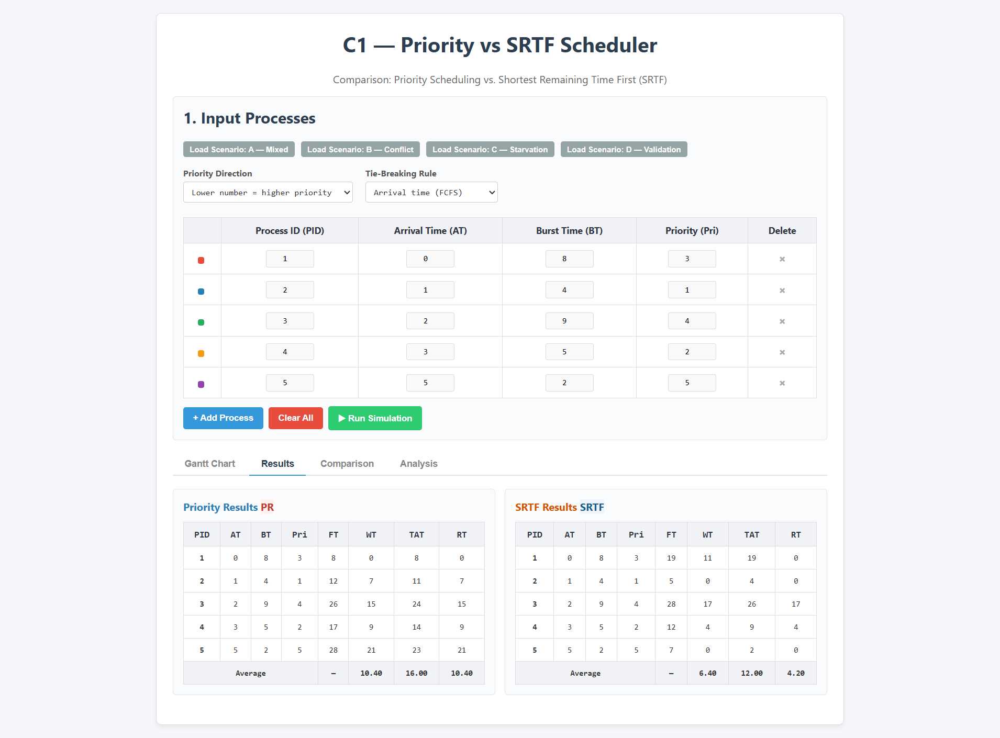 C1 — Priority vs SRTF Scheduler
Comparison: Priority Scheduling vs. Shortest Remaining Time First (SRTF)
1. Input Processes
Load Scenario: A — Mixed Load Scenario: B — Conflict Load Scenario: C — Starvation Load Scenario: D — Validation
Priority Direction Tie-Breaking Rule
Lower number = higher priority Arrival time (FCFS)
Process ID (PID) Arrival Time (AT) Burst Time (BT) Priority (Pri) Delete
1 0 8 3 ×
2 1 4 1 ×
3 2 9 4 ×
4 3 5 2 ×
5 5 2 5 ×
+ Add Process Clear All ▶ Run Simulation
Gantt Chart Results Comparison Analysis
Priority Results PR
PID AT BT Pri FT WT TAT RT
1 0 8 3 8 0 8 0
2 1 4 1 12 7 11 7
3 2 9 4 26 15 24 15
4 3 5 2 17 9 14 9
5 5 2 5 28 21 23 21
Average — 10.40 16.00 10.40
SRTF Results SRTF
PID AT BT Pri FT WT TAT RT
1 0 8 3 19 11 19 0
2 1 4 1 5 0 4 0
3 2 9 4 28 17 26 17
4 3 5 2 12 4 9 4
5 5 2 5 7 0 2 0
Average — 6.40 12.00 4.20